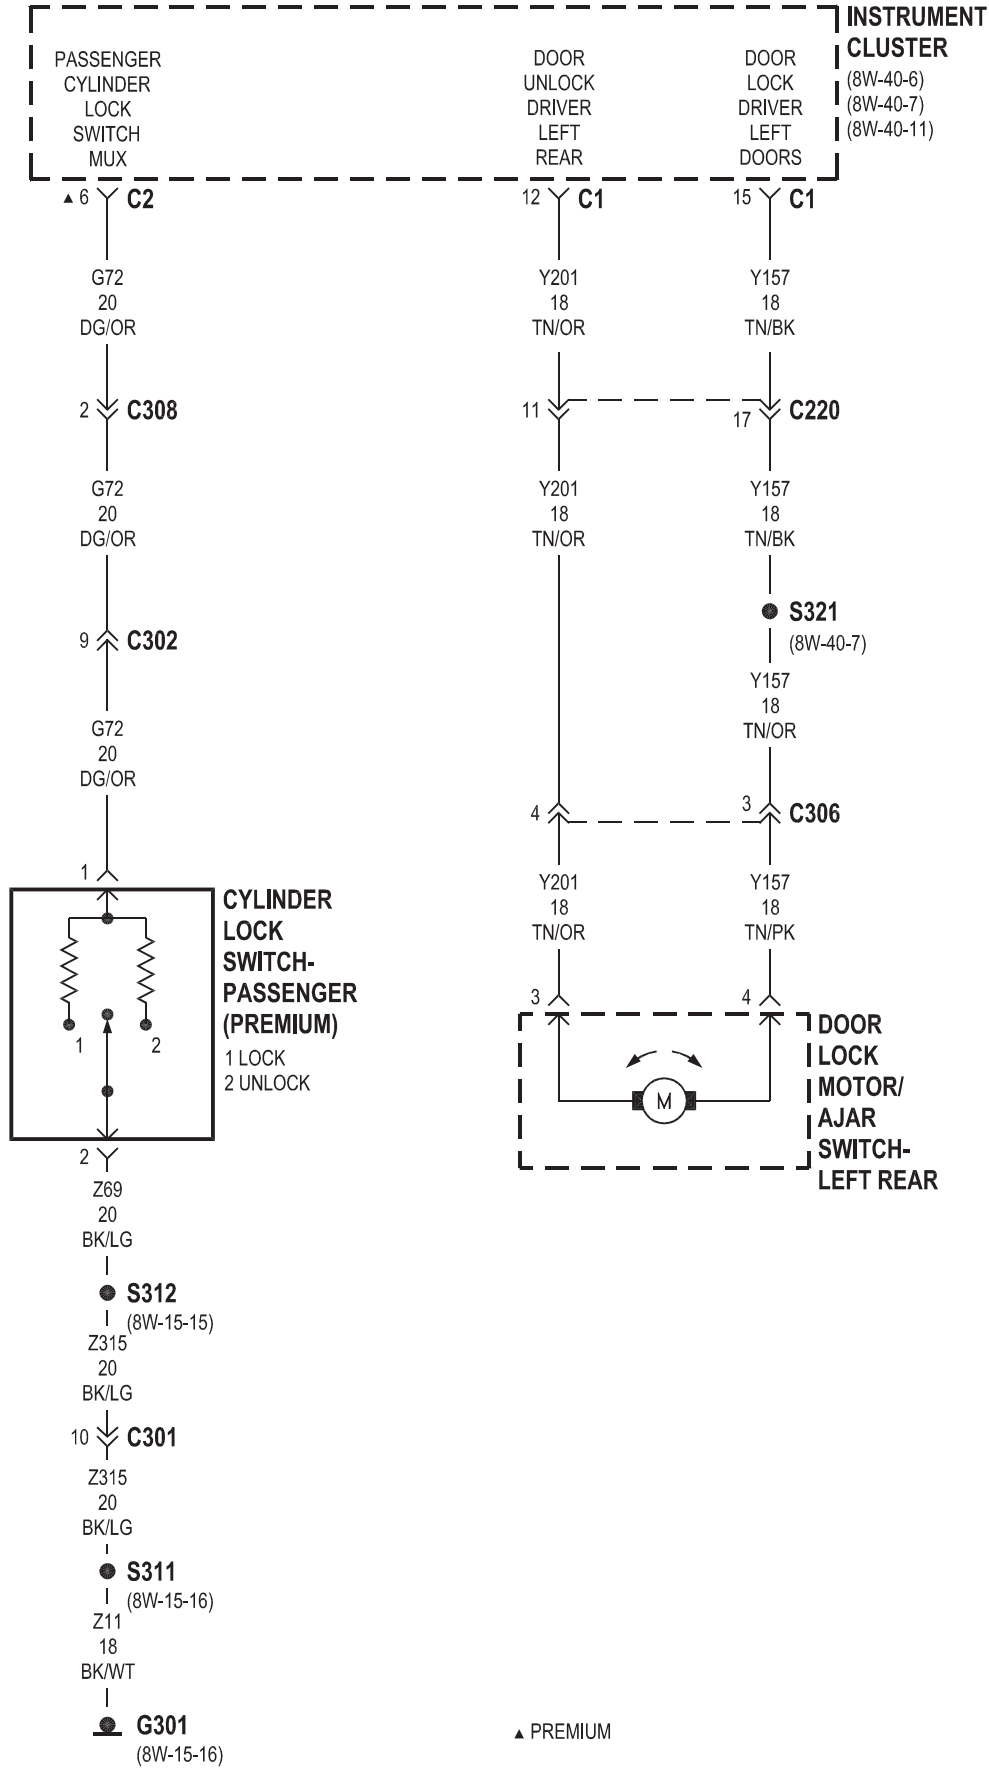 INSTRUMENT
CLUSTER
(8W-40-6)
(8W-40-7)
(8W-40-11)
PASSENGER
CYLINDER
LOCK
SWITCH
MUX
DOOR
UNLOCK
DRIVER
LEFT
REAR
DOOR
LOCK
DRIVER
LEFT
DOORS
▲ 6 C2
12 C1
15 C1
G72
20
DG/OR
Y201
18
TN/OR
Y157
18
TN/BK
2 C308
11
17 C220
G72
20
DG/OR
Y201
18
TN/OR
Y157
18
TN/BK
S321
(8W-40-7)
9 C302
Y157
18
TN/OR
G72
20
DG/OR
4
3 C306
1
Y201
18
TN/OR
Y157
18
TN/PK
CYLINDER
LOCK
SWITCH-
PASSENGER
(PREMIUM)
1 LOCK
2 UNLOCK
1
2
3
4
M
DOOR
LOCK
MOTOR/
AJAR
SWITCH-
LEFT REAR
2
Z69
20
BK/LG
S312
(8W-15-15)
Z315
20
BK/LG
10 C301
Z315
20
BK/LG
S311
(8W-15-16)
Z11
18
BK/WT
G301
(8W-15-16)
▲ PREMIUM